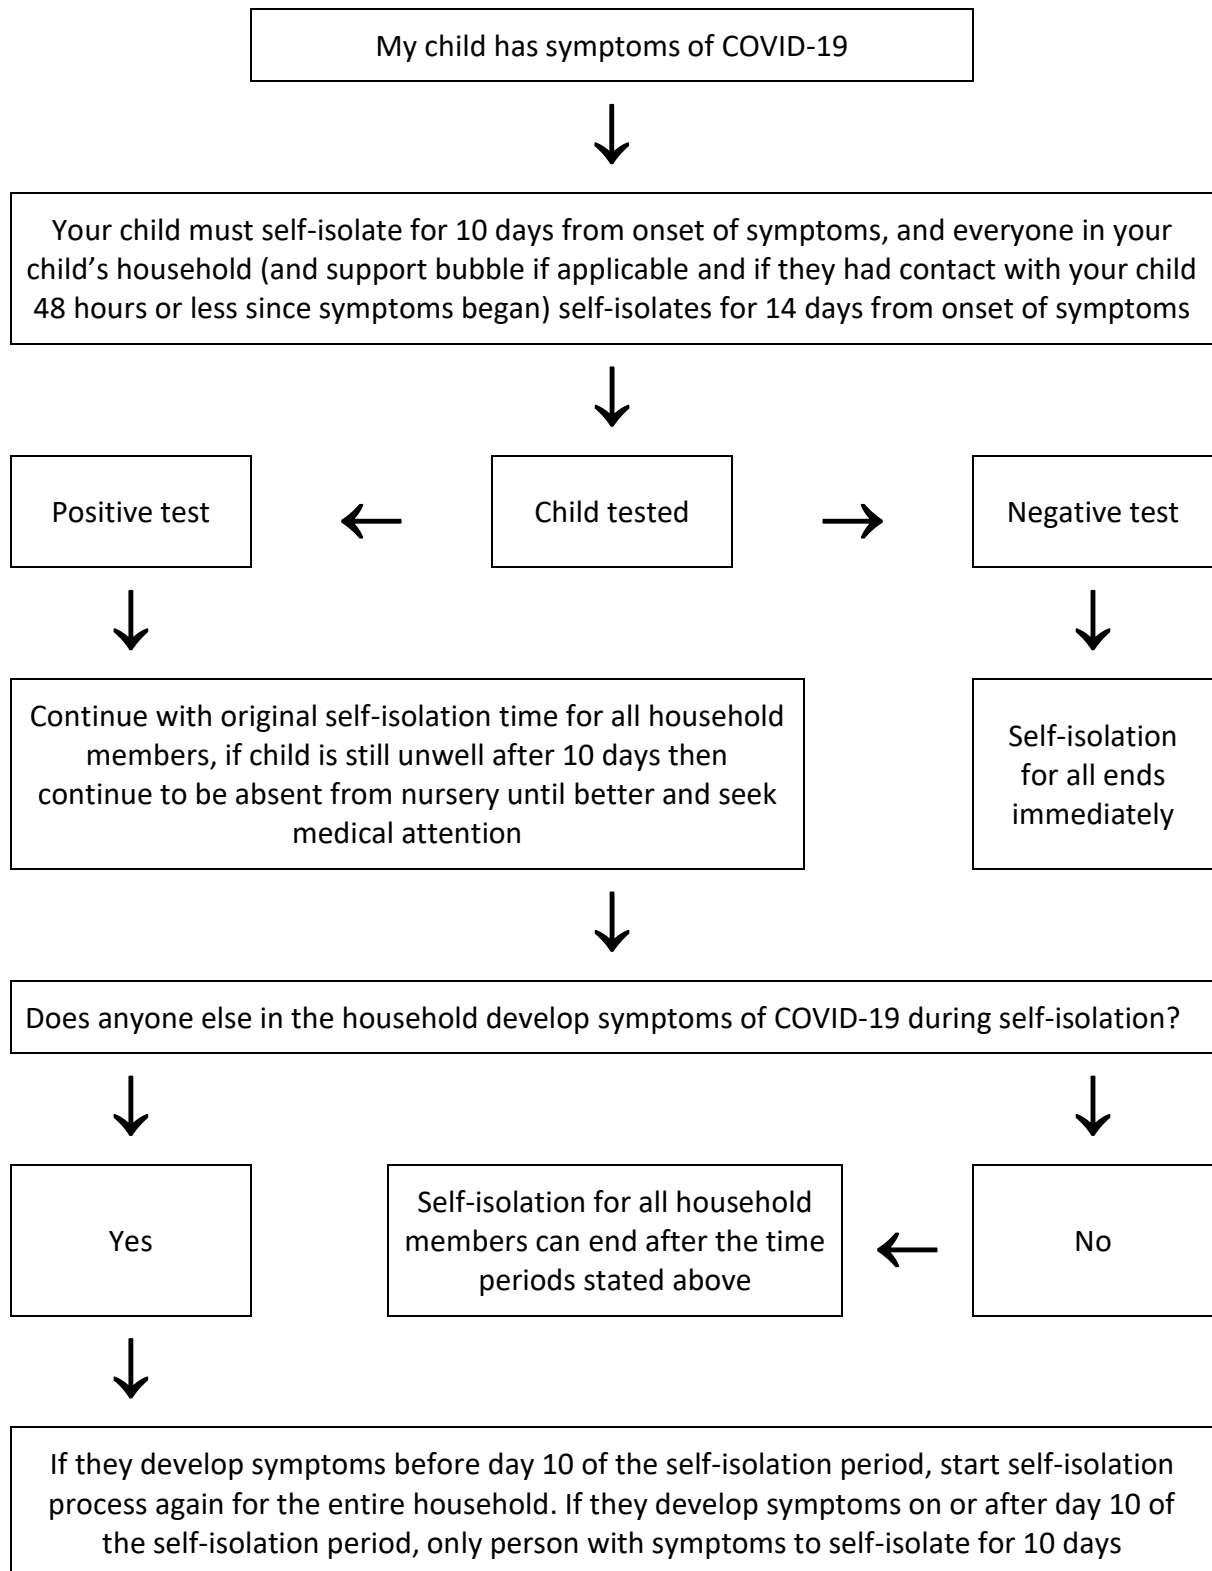 My child has symptoms of COVID-19
Your child must self-isolate for 10 days from onset of symptoms, and everyone in your
child’s household (and support bubble if applicable and if they had contact with your child
48 hours or less since symptoms began) self-isolates for 14 days from onset of symptoms
Positive test
Child tested
Negative test
Continue with original self-isolation time for all household
members, if child is still unwell after 10 days then
continue to be absent from nursery until better and seek
medical attention
Self-isolation
for all ends
immediately
Does anyone else in the household develop symptoms of COVID-19 during self-isolation?
Yes
Self-isolation for all household
members can end after the time
periods stated above
No
If they develop symptoms before day 10 of the self-isolation period, start self-isolation
process again for the entire household. If they develop symptoms on or after day 10 of
the self-isolation period, only person with symptoms to self-isolate for 10 days